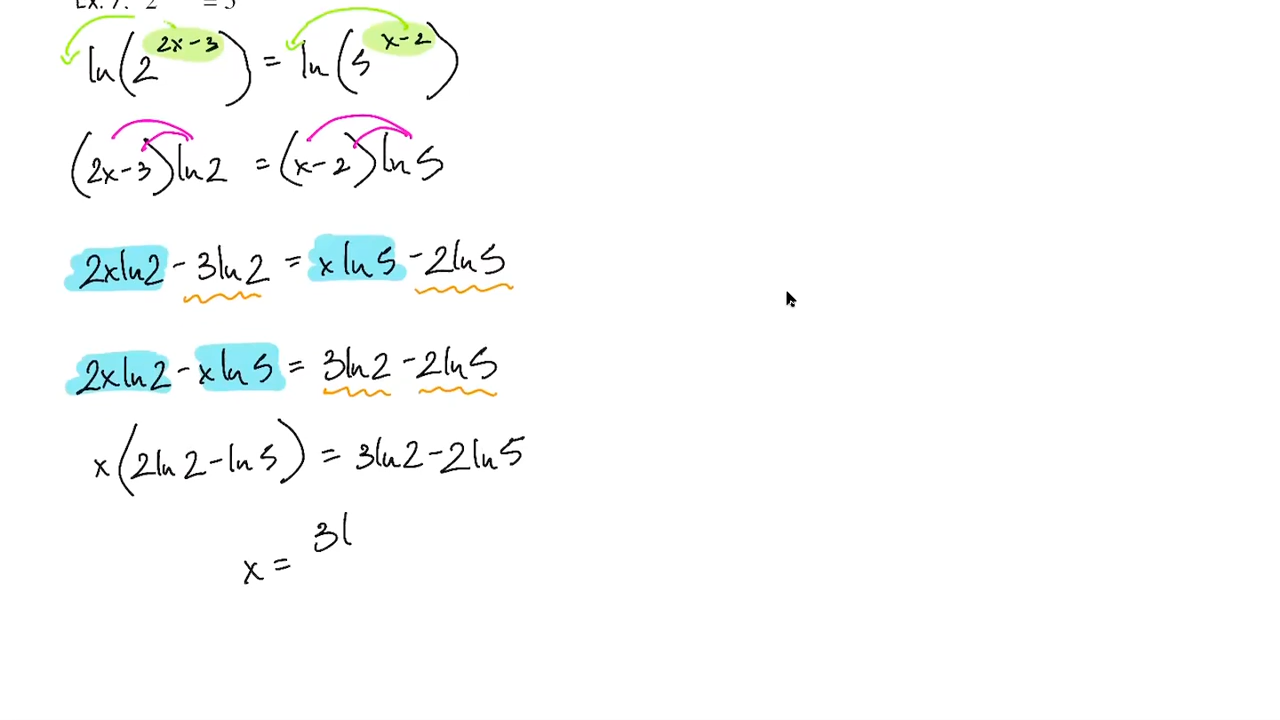 ln(2^(2x-3)) = ln(5^(x-2))
(2x-3)ln2 = (x-2)ln5
2xln2 - 3ln2 = xln5 - 2ln5
2xln2 - xln5 = 3ln2 - 2ln5
x(2ln2-ln5) = 3ln2-2ln5
x = 3l